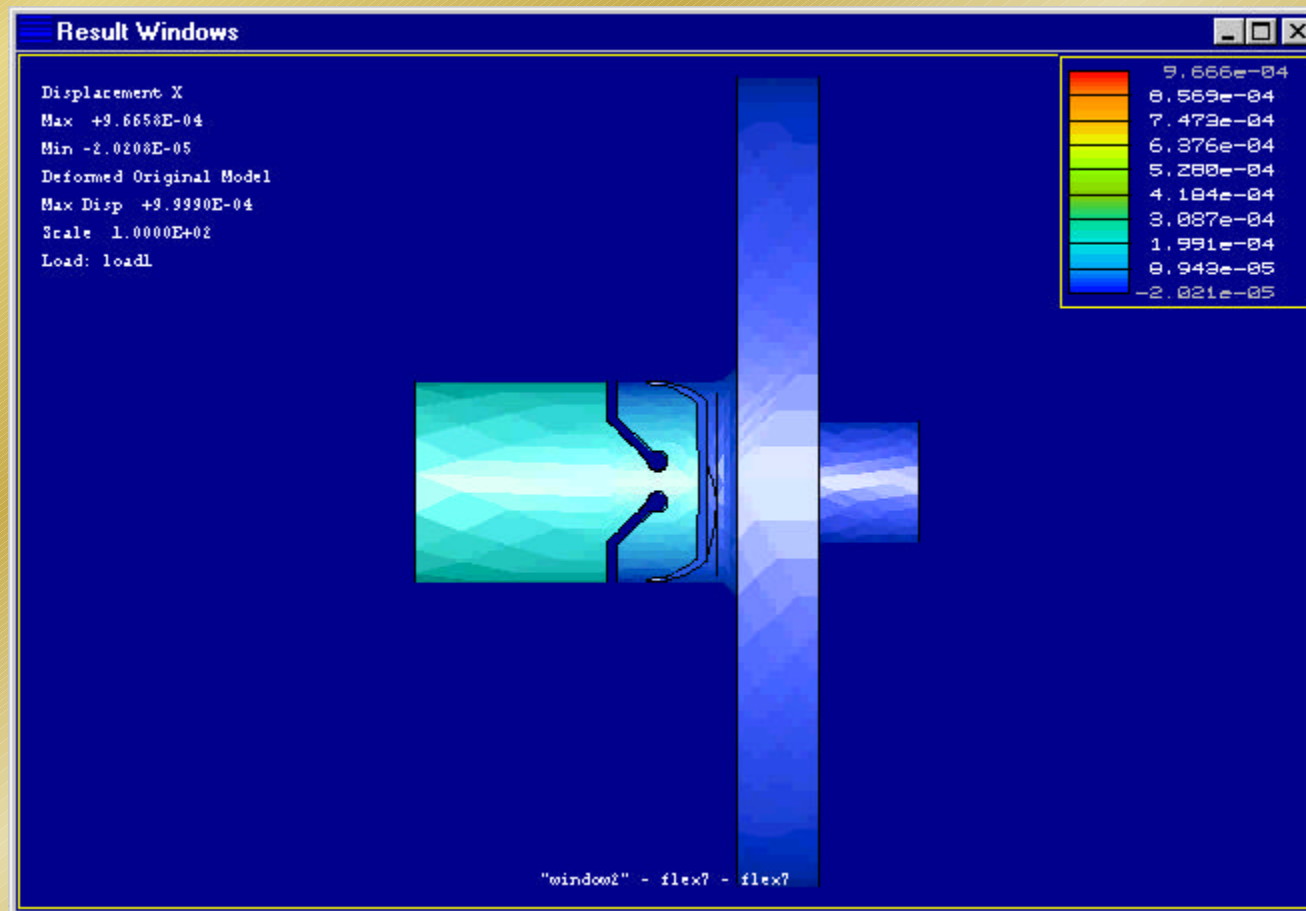 Result Windows
Displacement X
Max +9.6658E-04
Min -2.0208E-05
Deformed Original Model
Max Disp +9.9990E-04
Scale 1.0000E+02
Load: load1
9.666e-04
8.569e-04
7.473e-04
6.376e-04
5.280e-04
4.184e-04
3.087e-04
1.991e-04
8.943e-05
-2.021e-05
"window2" - flex7 - flex7